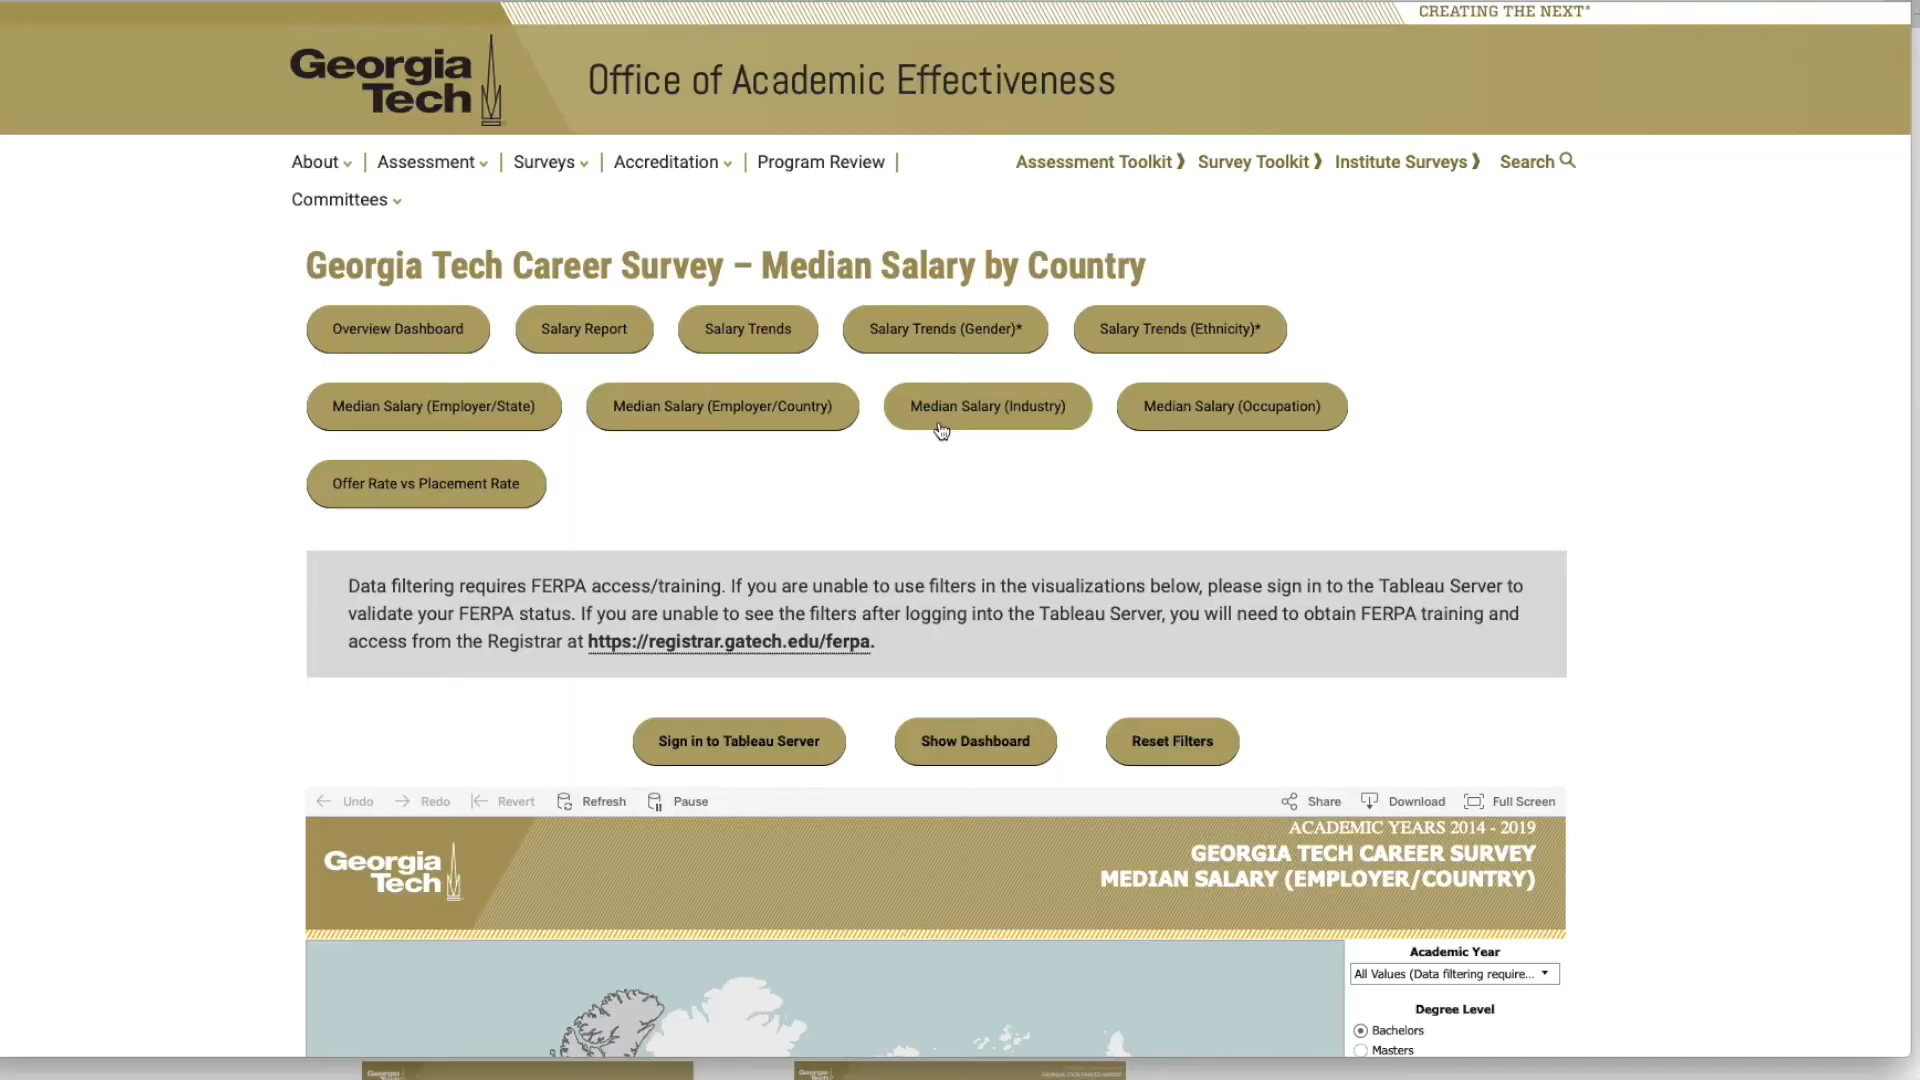 CREATING THE NEXT®
Georgia
Tech
Office of Academic Effectiveness
About
Assessment
Surveys
Accreditation
Program Review
Assessment Toolkit ❯
Survey Toolkit ❯
Institute Surveys ❯
Search
Committees
Georgia Tech Career Survey – Median Salary by Country
Overview Dashboard
Salary Report
Salary Trends
Salary Trends (Gender)*
Salary Trends (Ethnicity)*
Median Salary (Employer/State)
Median Salary (Employer/Country)
Median Salary (Industry)
Median Salary (Occupation)
Offer Rate vs Placement Rate
Data filtering requires FERPA access/training. If you are unable to use filters in the visualizations below, please sign in to the Tableau Server to
validate your FERPA status. If you are unable to see the filters after logging into the Tableau Server, you will need to obtain FERPA training and
access from the Registrar at https://registrar.gatech.edu/ferpa.
Sign in to Tableau Server
Show Dashboard
Reset Filters
Undo
Redo
Revert
Refresh
Pause
Share
Download
Full Screen
Georgia
Tech
ACADEMIC YEARS 2014 - 2019
GEORGIA TECH CAREER SURVEY
MEDIAN SALARY (EMPLOYER/COUNTRY)
Academic Year
All Values (Data filtering require...
Degree Level
Bachelors
Masters
Georgia
Georgia